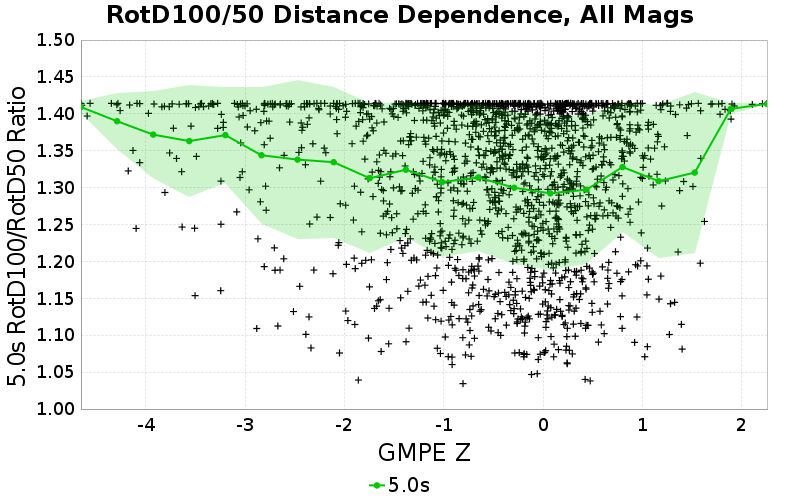 RotD100/50 Distance Dependence, All Mags
5.0s RotD100/RotD50 Ratio
1.50
1.45
1.40
1.35
1.30
1.25
1.20
1.15
1.10
1.05
1.00
-4 -3 -2 -1 0 1 2
GMPE Z
5.0s